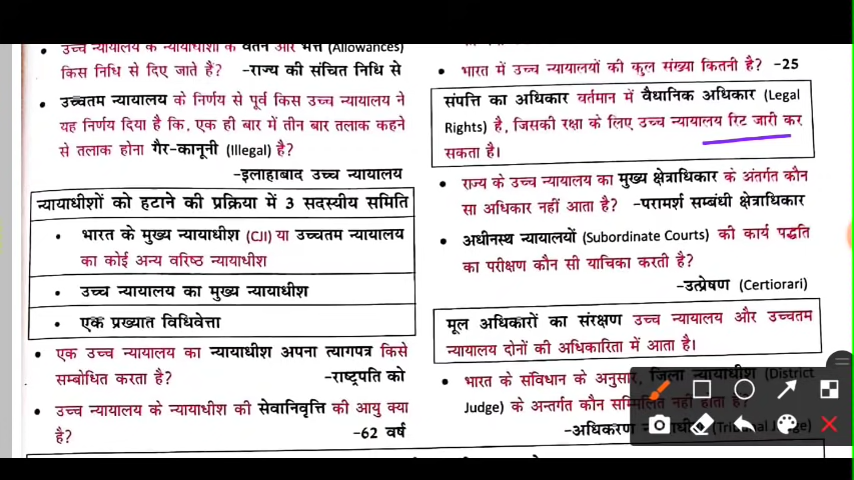 उच्च न्यायालय के न्यायाधीशों के वेतन और भत्ते (Allowances)
किस निधि से दिए जाते हैं? -राज्य की संचित निधि से
उच्चतम न्यायालय के निर्णय से पूर्व किस उच्च न्यायालय ने
यह निर्णय दिया है कि, एक ही बार में तीन बार तलाक कहने
से तलाक होना गैर-कानूनी (Illegal) है?
-इलाहाबाद उच्च न्यायालय
न्यायाधीशों को हटाने की प्रक्रिया में 3 सदस्यीय समिति
• भारत के मुख्य न्यायाधीश (CJI) या उच्चतम न्यायालय
का कोई अन्य वरिष्ठ न्यायाधीश
• उच्च न्यायालय का मुख्य न्यायाधीश
• एक प्रख्यात विधिवेत्ता
• एक उच्च न्यायालय का न्यायाधीश अपना त्यागपत्र किसे
सम्बोधित करता है? -राष्ट्रपति को
• उच्च न्यायालय के न्यायाधीश की सेवानिवृत्ति की आयु क्या
है? -62 वर्ष
• भारत में उच्च न्यायालयों की कुल संख्या कितनी है? -25
संपत्ति का अधिकार वर्तमान में वैधानिक अधिकार (Legal
Rights) है, जिसकी रक्षा के लिए उच्च न्यायालय रिट जारी कर
सकता है।
• राज्य के उच्च न्यायालय का मुख्य क्षेत्राधिकार के अंतर्गत कौन
सा अधिकार नहीं आता है? -परामर्श सम्बंधी क्षेत्राधिकार
• अधीनस्थ न्यायालयों (Subordinate Courts) की कार्य पद्धति
का परीक्षण कौन सी याचिका करती है?
-उत्प्रेषण (Certiorari)
मूल अधिकारों का संरक्षण उच्च न्यायालय और उच्चतम
न्यायालय दोनों की अधिकारिता में आता है।
• भारत के संविधान के अनुसार, जिला न्यायाधीश (District
Judge) के अन्तर्गत कौन सम्मिलित नहीं होता है?
-अधिकरण न्यायाधीश (Tribunal Judge)